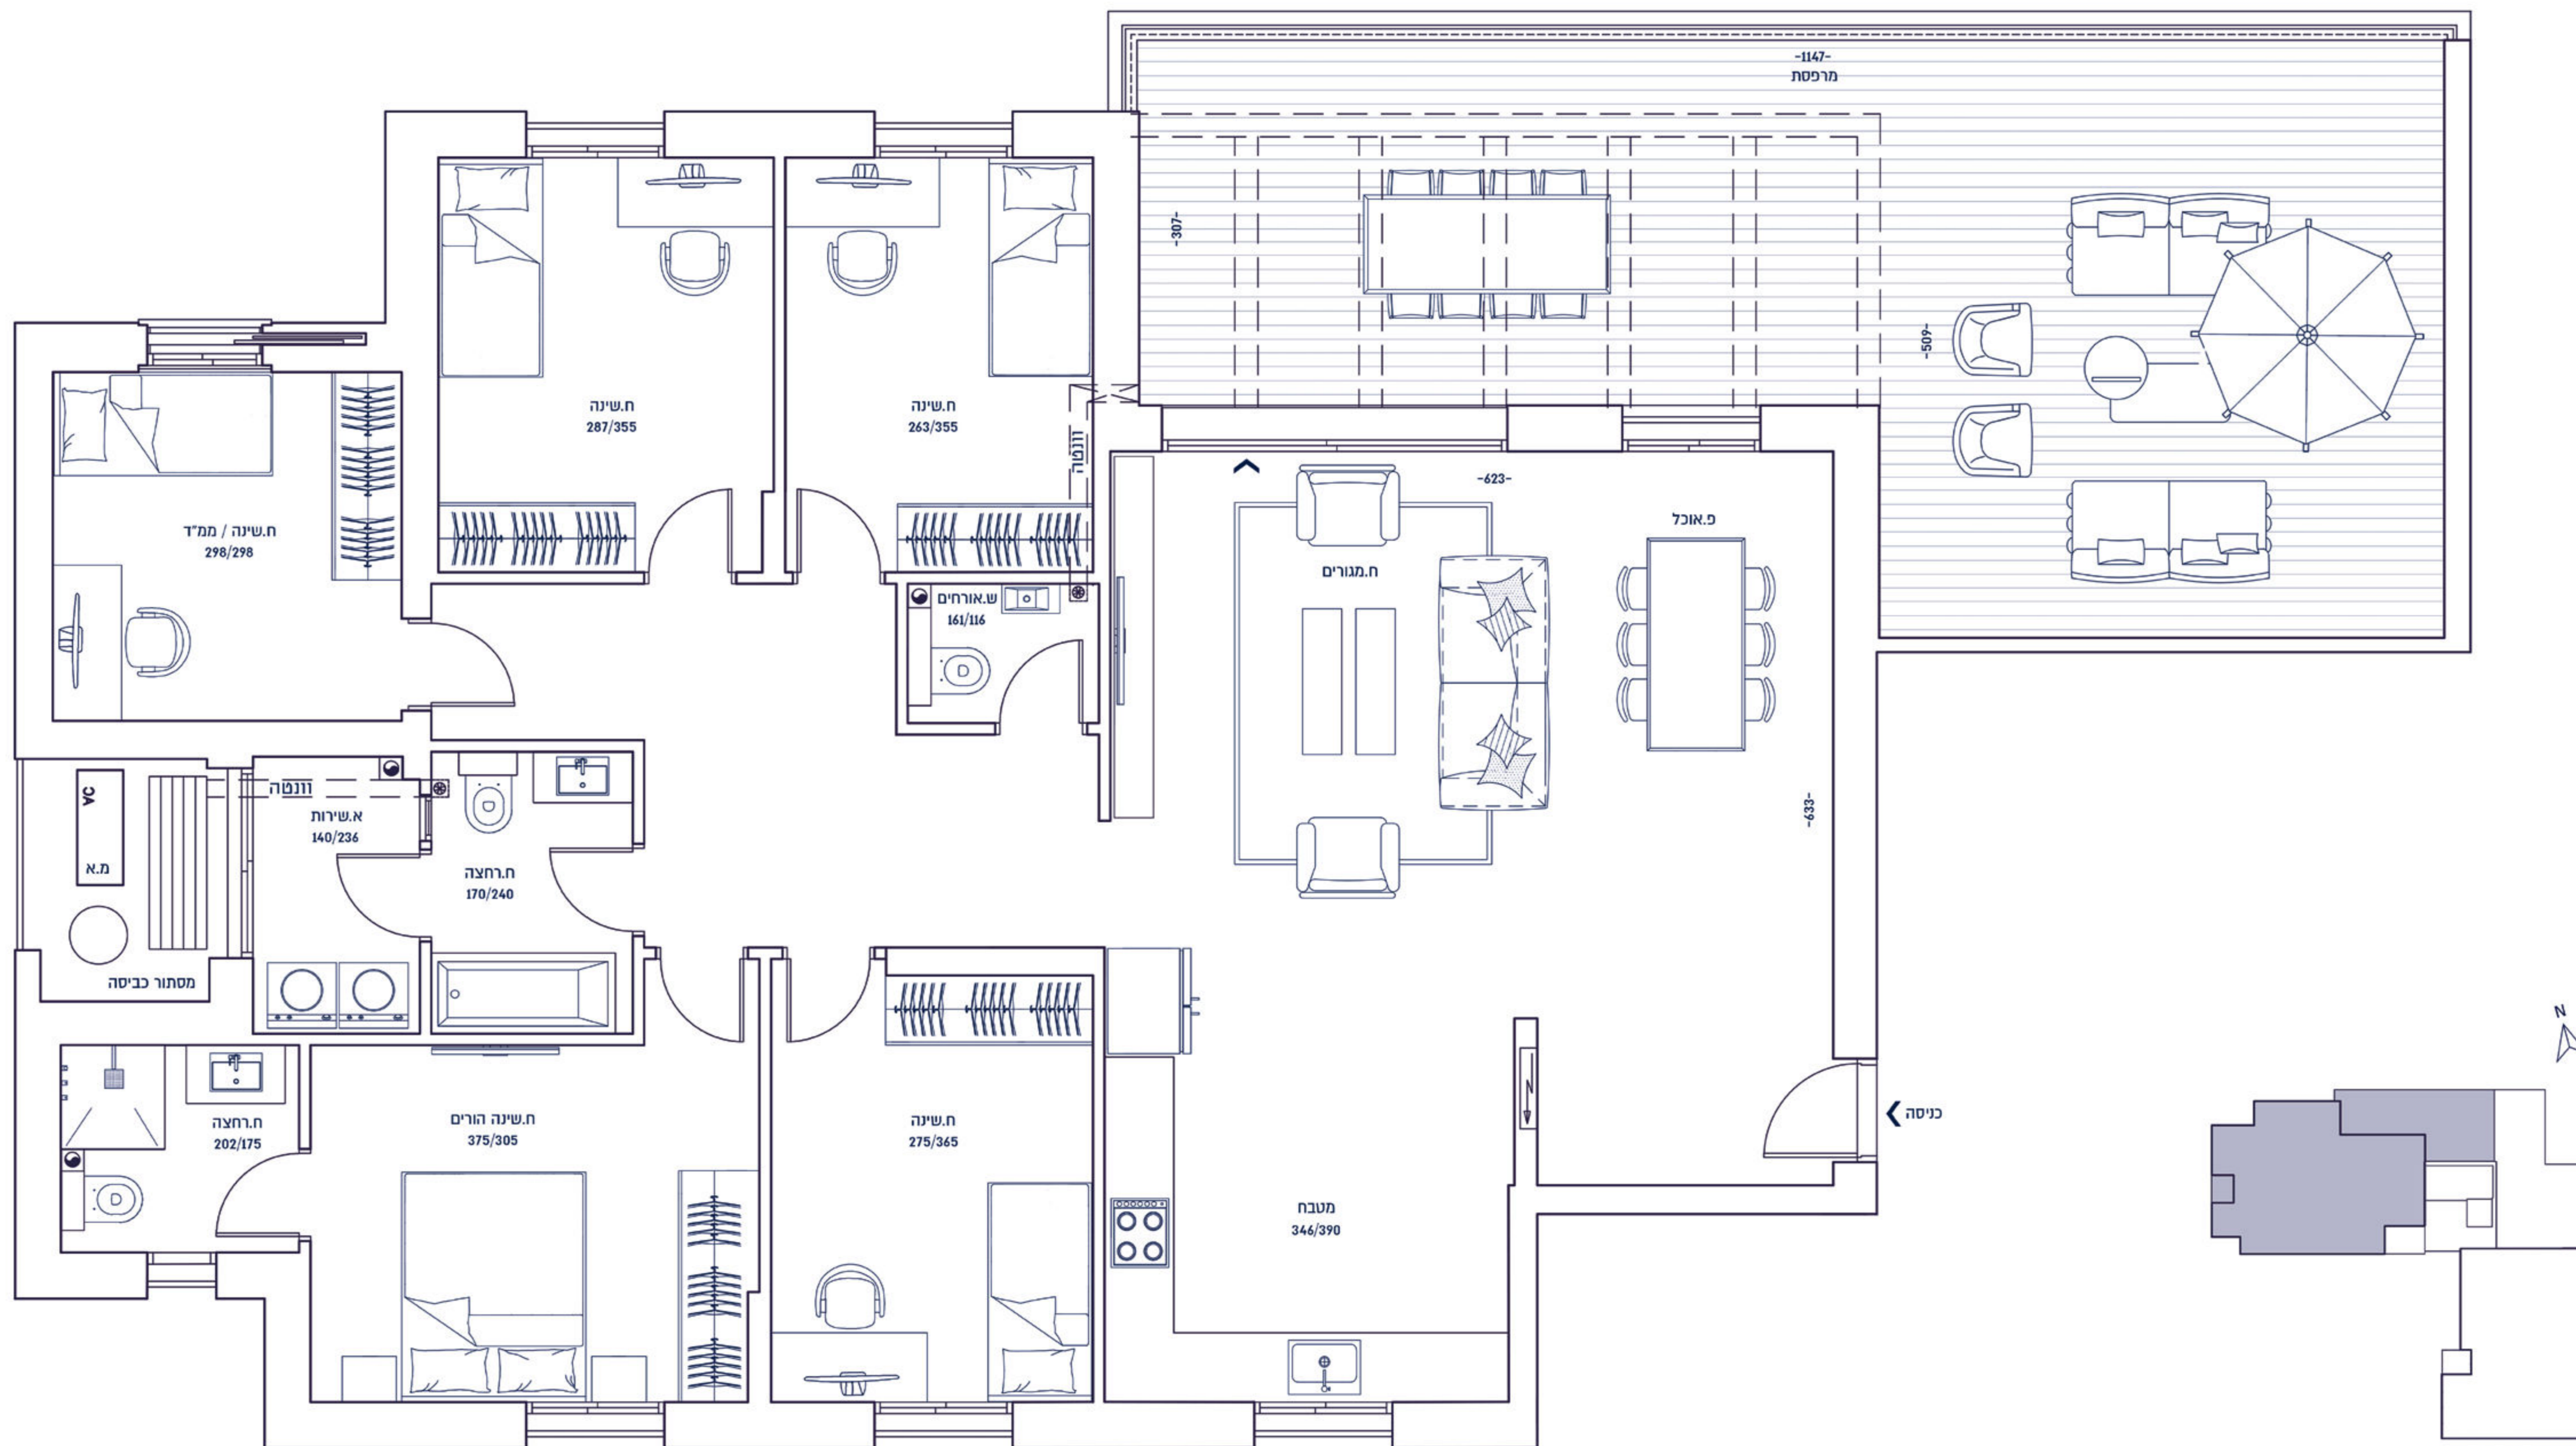 -1147-
מרפסת
-307-
-509-
ח.שינה
287/355
ח.שינה
263/355
וונטה
-623-
פ.אוכל
ח.מגורים
ח.שינה / ממ"ד
298/298
ש.אורחים
161/116
-633-
AC
מ.א
וונטה
א.שירות
140/236
ח.רחצה
170/240
מסתור כביסה
ח.רחצה
202/175
ח.שינה הורים
375/305
ח.שינה
275/365
מטבח
346/390
כניסה
N